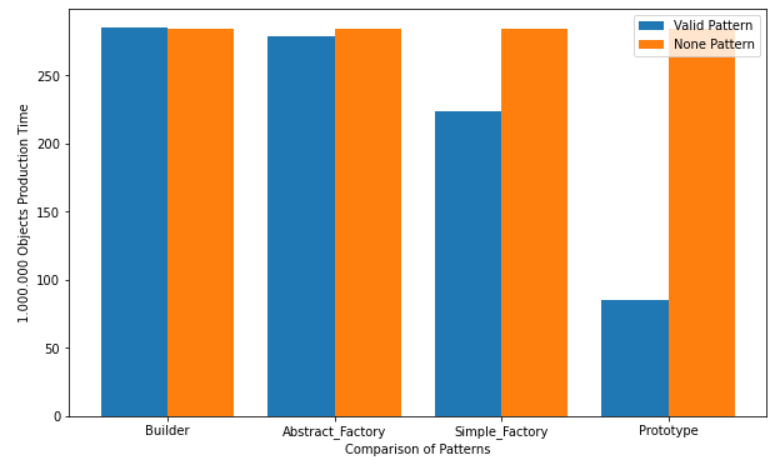 Valid Pattern
None Pattern
1.000.000 Objects Production Time
250
200
150
100
50
0
Builder
Abstract_Factory
Simple_Factory
Prototype
Comparison of Patterns